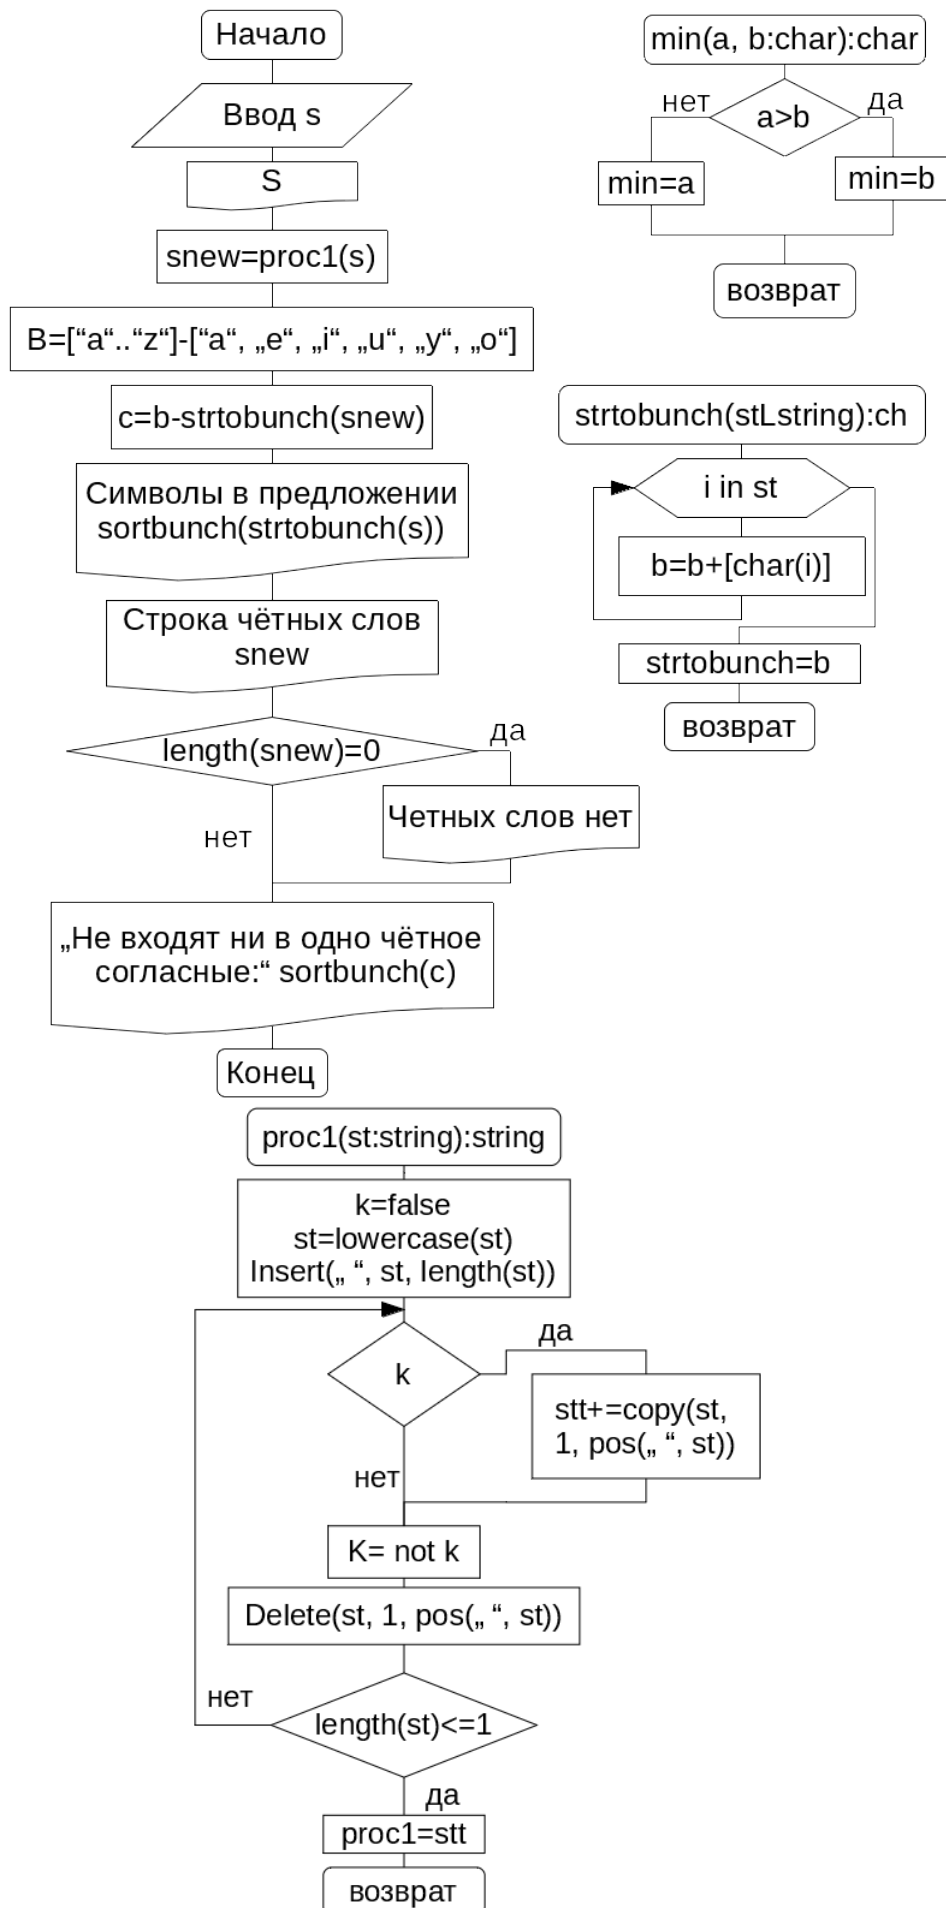 Начало
Ввод s
S
snew=proc1(s)
B=[“a“..“z“]-[“a“, „e“, „i“, „u“, „y“, „o“]
c=b-strtobunch(snew)
Символы в предложении
sortbunch(strtobunch(s))
Строка чётных слов
snew
length(snew)=0
да
нет
Четных слов нет
„Не входят ни в одно чётное
согласные:“ sortbunch(c)
Конец
min(a, b:char):char
нет
a>b
да
min=a
min=b
возврат
strtobunch(stLstring):ch
i in st
b=b+[char(i)]
strtobunch=b
возврат
proc1(st:string):string
k=false
st=lowercase(st)
Insert(„ “, st, length(st))
k
да
stt+=copy(st,
1, pos(„ “, st))
нет
K= not k
Delete(st, 1, pos(„ “, st))
нет
length(st)<=1
да
proc1=stt
возврат